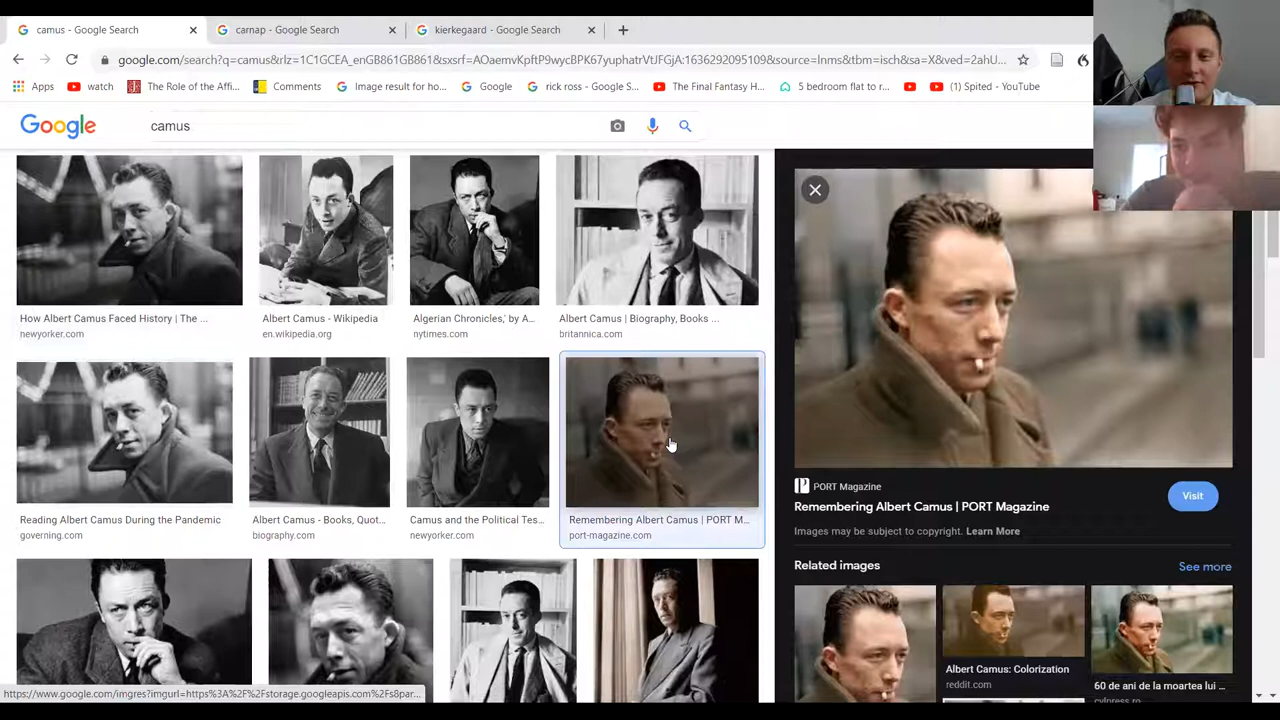 camus - Google Search
carnap - Google Search
kierkegaard - Google Search
google.com/search?q=camus&rlz=1C1GCEA_enGB861GB861&sxsrf=AOaemvKpftP9wycBPK67yuphatrVtJFGjA:1636292095109&source=lnms&tbm=isch&sa=X&ved=2ahU...
Apps
watch
The Role of the Affi...
Comments
Image result for ho...
Google
rick ross - Google S...
The Final Fantasy H...
5 bedroom flat to r...
(1) Spited - YouTube
Google
camus
How Albert Camus Faced History | The ...
newyorker.com
Albert Camus - Wikipedia
en.wikipedia.org
Algerian Chronicles,' by A...
nytimes.com
Albert Camus | Biography, Books ...
britannica.com
Reading Albert Camus During the Pandemic
governing.com
Albert Camus - Books, Quot...
biography.com
Camus and the Political Tes...
newyorker.com
Remembering Albert Camus | PORT M...
port-magazine.com
PORT Magazine
Remembering Albert Camus | PORT Magazine
Visit
Images may be subject to copyright. Learn More
Related images
See more
Albert Camus: Colorization
reddit.com
60 de ani de la moartea lui ...
cvlpress.ro
https://www.google.com/imgres?imgurl=https%3A%2F%2Fstorage.googleapis.com%2Fs8par...